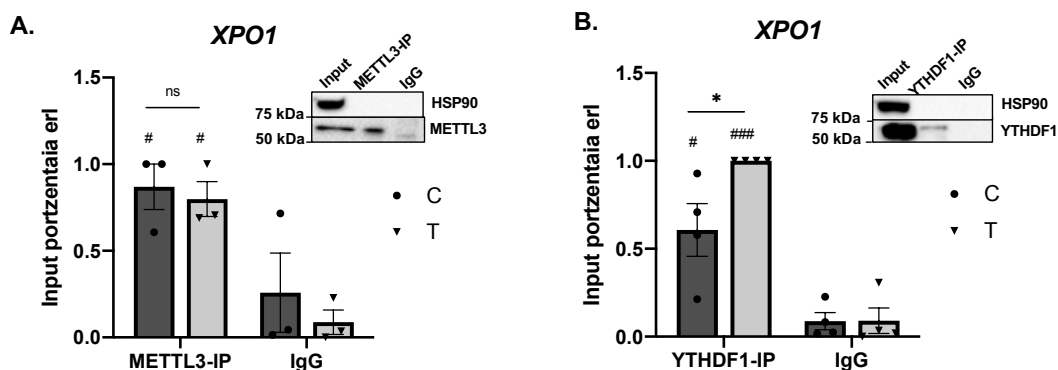 A.
XPO1
Input portzentaia erl
1.5
1.0
0.5
0.0
ns
#
#
METTL3-IP
IgG
Input
METTL3-IP
IgG
75 kDa
50 kDa
HSP90
METTL3
C
T
B.
XPO1
Input portzentaia erl
1.5
1.0
0.5
0.0
*
#
###
YTHDF1-IP
IgG
Input
YTHDF1-IP
IgG
75 kDa
50 kDa
HSP90
YTHDF1
C
T